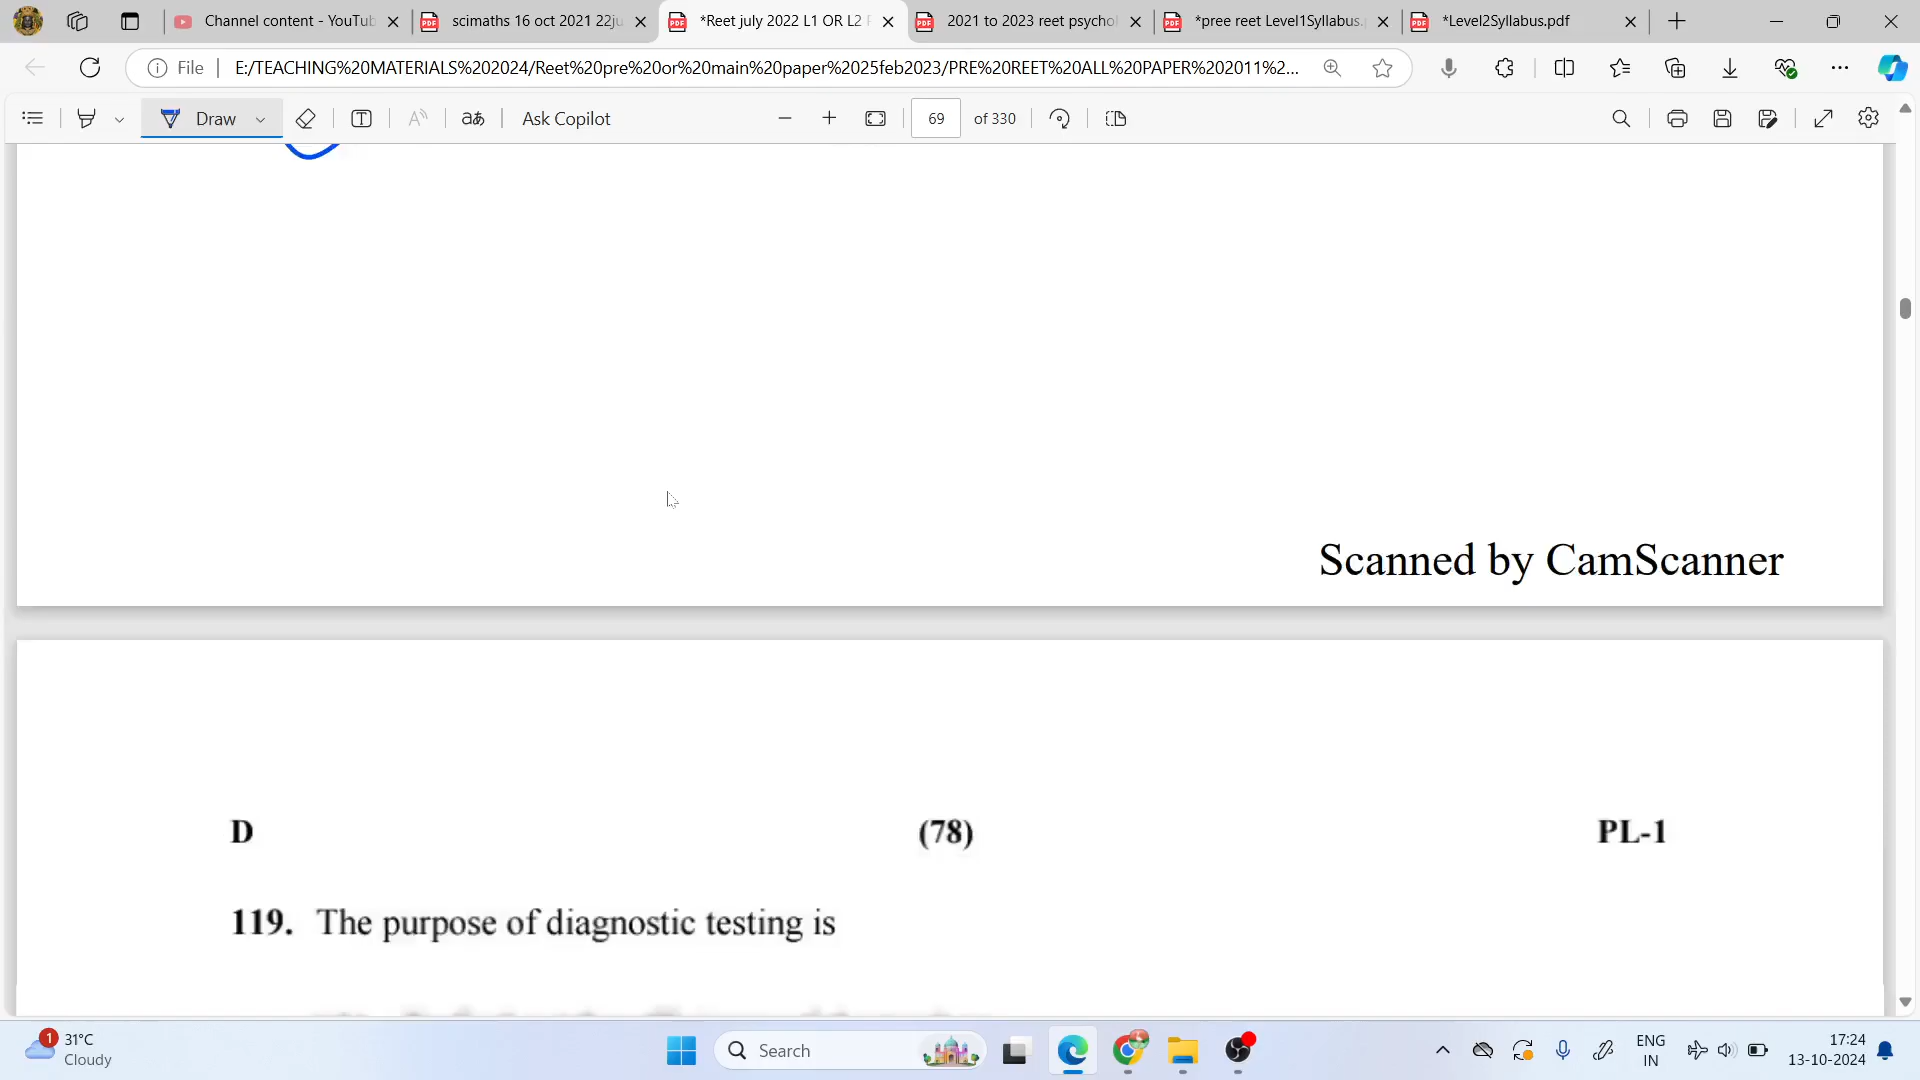 Channel content - YouTub
scimaths 16 oct 2021 22ju
*Reet july 2022 L1 OR L2
2021 to 2023 reet psychol
*pree reet Level1Syllabus.
*Level2Syllabus.pdf
File
E:/TEACHING%20MATERIALS%202024/Reet%20pre%20or%20main%20paper%2025feb2023/PRE%20REET%20ALL%20PAPER%202011%2...
Draw
Ask Copilot
69 of 330
Scanned by CamScanner
D (78) PL-1
119. The purpose of diagnostic testing is
1
31°C
Cloudy
Search
ENG
IN
17:24
13-10-2024